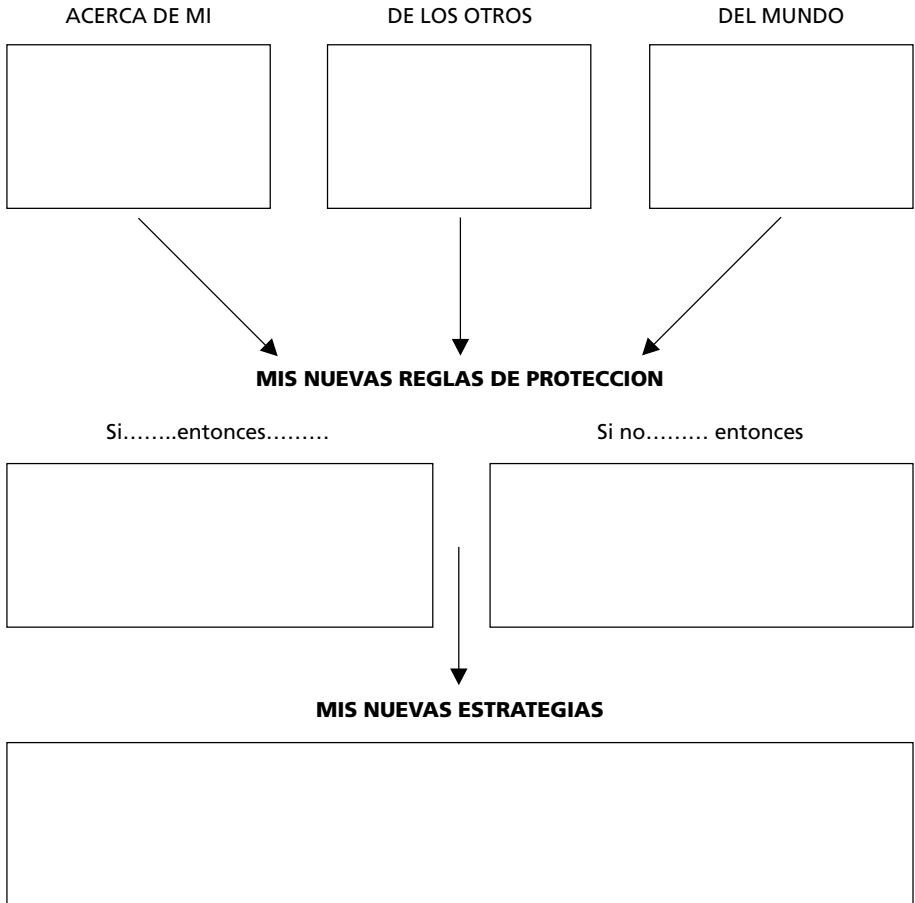 ACERCA DE MI DE LOS OTROS DEL MUNDO
MIS NUEVAS REGLAS DE PROTECCION
Si……..entonces……… Si no……… entonces
MIS NUEVAS ESTRATEGIAS